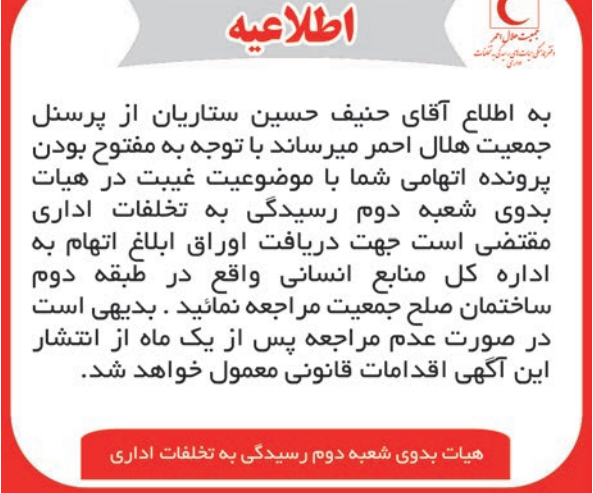 اطلاعیه
جمعیت هلال احمر
به اطلاع آقای حنیف حسین ستاریان از پرسنل
جمعیت هلال احمر میرساند با توجه به مفتوح بودن
پرونده اتهامی شما با موضوعیت غیبت در هیات
بدوی شعبه دوم رسیدگی به تخلفات اداری
مقتضی است جهت دریافت اوراق ابلاغ اتهام به
اداره کل منابع انسانی واقع در طبقه دوم
ساختمان صلح جمعیت مراجعه نمائید . بدیهی است
در صورت عدم مراجعه پس از یک ماه از انتشار
این آگهی اقدامات قانونی معمول خواهد شد.
هیات بدوی شعبه دوم رسیدگی به تخلفات اداری